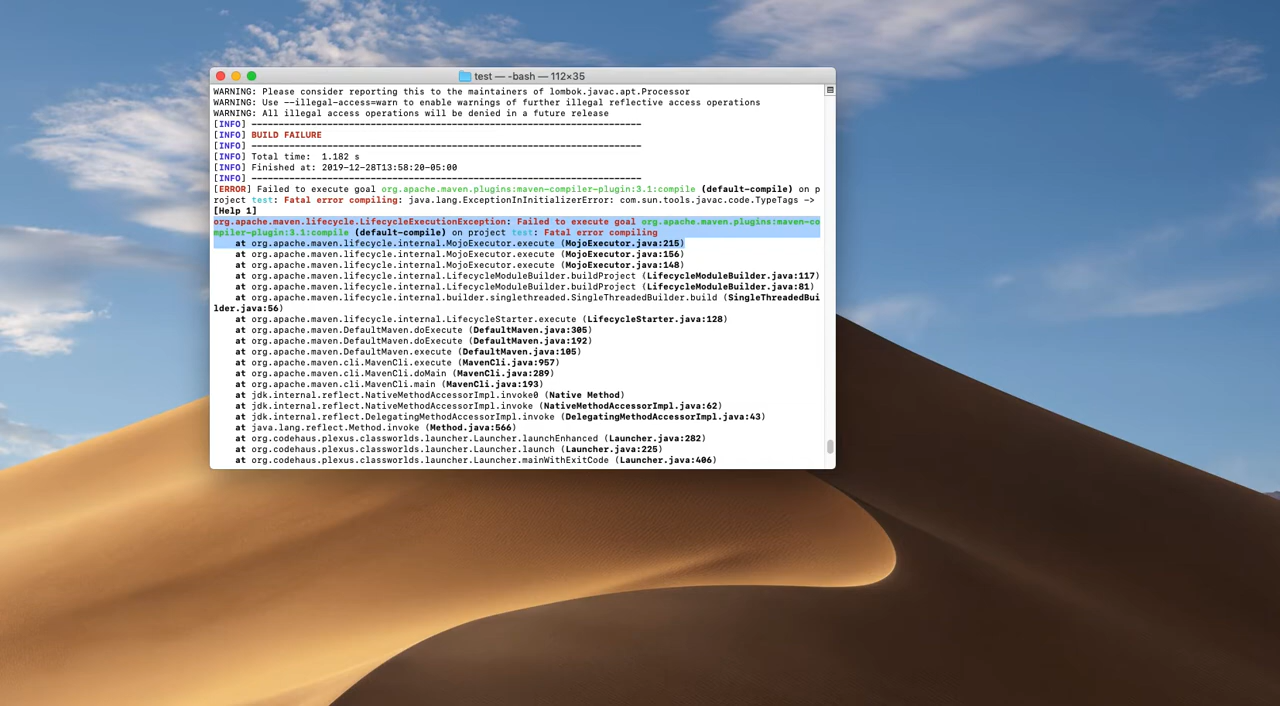 test — -bash — 112×35
WARNING: Please consider reporting this to the maintainers of lombok.javac.apt.Processor
WARNING: Use --illegal-access=warn to enable warnings of further illegal reflective access operations
WARNING: All illegal access operations will be denied in a future release
[INFO] ------------------------------------------------------------------------
[INFO] BUILD FAILURE
[INFO] ------------------------------------------------------------------------
[INFO] Total time:  1.182 s
[INFO] Finished at: 2019-12-28T13:58:20-05:00
[INFO] ------------------------------------------------------------------------
[ERROR] Failed to execute goal org.apache.maven.plugins:maven-compiler-plugin:3.1:compile (default-compile) on p
roject test: Fatal error compiling: java.lang.ExceptionInInitializerError: com.sun.tools.javac.code.TypeTags ->
[Help 1]
org.apache.maven.lifecycle.LifecycleExecutionException: Failed to execute goal org.apache.maven.plugins:maven-co
mpiler-plugin:3.1:compile (default-compile) on project test: Fatal error compiling
    at org.apache.maven.lifecycle.internal.MojoExecutor.execute (MojoExecutor.java:215)
    at org.apache.maven.lifecycle.internal.MojoExecutor.execute (MojoExecutor.java:156)
    at org.apache.maven.lifecycle.internal.MojoExecutor.execute (MojoExecutor.java:148)
    at org.apache.maven.lifecycle.internal.LifecycleModuleBuilder.buildProject (LifecycleModuleBuilder.java:117)
    at org.apache.maven.lifecycle.internal.LifecycleModuleBuilder.buildProject (LifecycleModuleBuilder.java:81)
    at org.apache.maven.lifecycle.internal.builder.singlethreaded.SingleThreadedBuilder.build (SingleThreadedBui
lder.java:56)
    at org.apache.maven.lifecycle.internal.LifecycleStarter.execute (LifecycleStarter.java:128)
    at org.apache.maven.DefaultMaven.doExecute (DefaultMaven.java:305)
    at org.apache.maven.DefaultMaven.doExecute (DefaultMaven.java:192)
    at org.apache.maven.DefaultMaven.execute (DefaultMaven.java:105)
    at org.apache.maven.cli.MavenCli.execute (MavenCli.java:957)
    at org.apache.maven.cli.MavenCli.doMain (MavenCli.java:289)
    at org.apache.maven.cli.MavenCli.main (MavenCli.java:193)
    at jdk.internal.reflect.NativeMethodAccessorImpl.invoke0 (Native Method)
    at jdk.internal.reflect.NativeMethodAccessorImpl.invoke (NativeMethodAccessorImpl.java:62)
    at jdk.internal.reflect.DelegatingMethodAccessorImpl.invoke (DelegatingMethodAccessorImpl.java:43)
    at java.lang.reflect.Method.invoke (Method.java:566)
    at org.codehaus.plexus.classworlds.launcher.Launcher.launchEnhanced (Launcher.java:282)
    at org.codehaus.plexus.classworlds.launcher.Launcher.launch (Launcher.java:225)
    at org.codehaus.plexus.classworlds.launcher.Launcher.mainWithExitCode (Launcher.java:406)